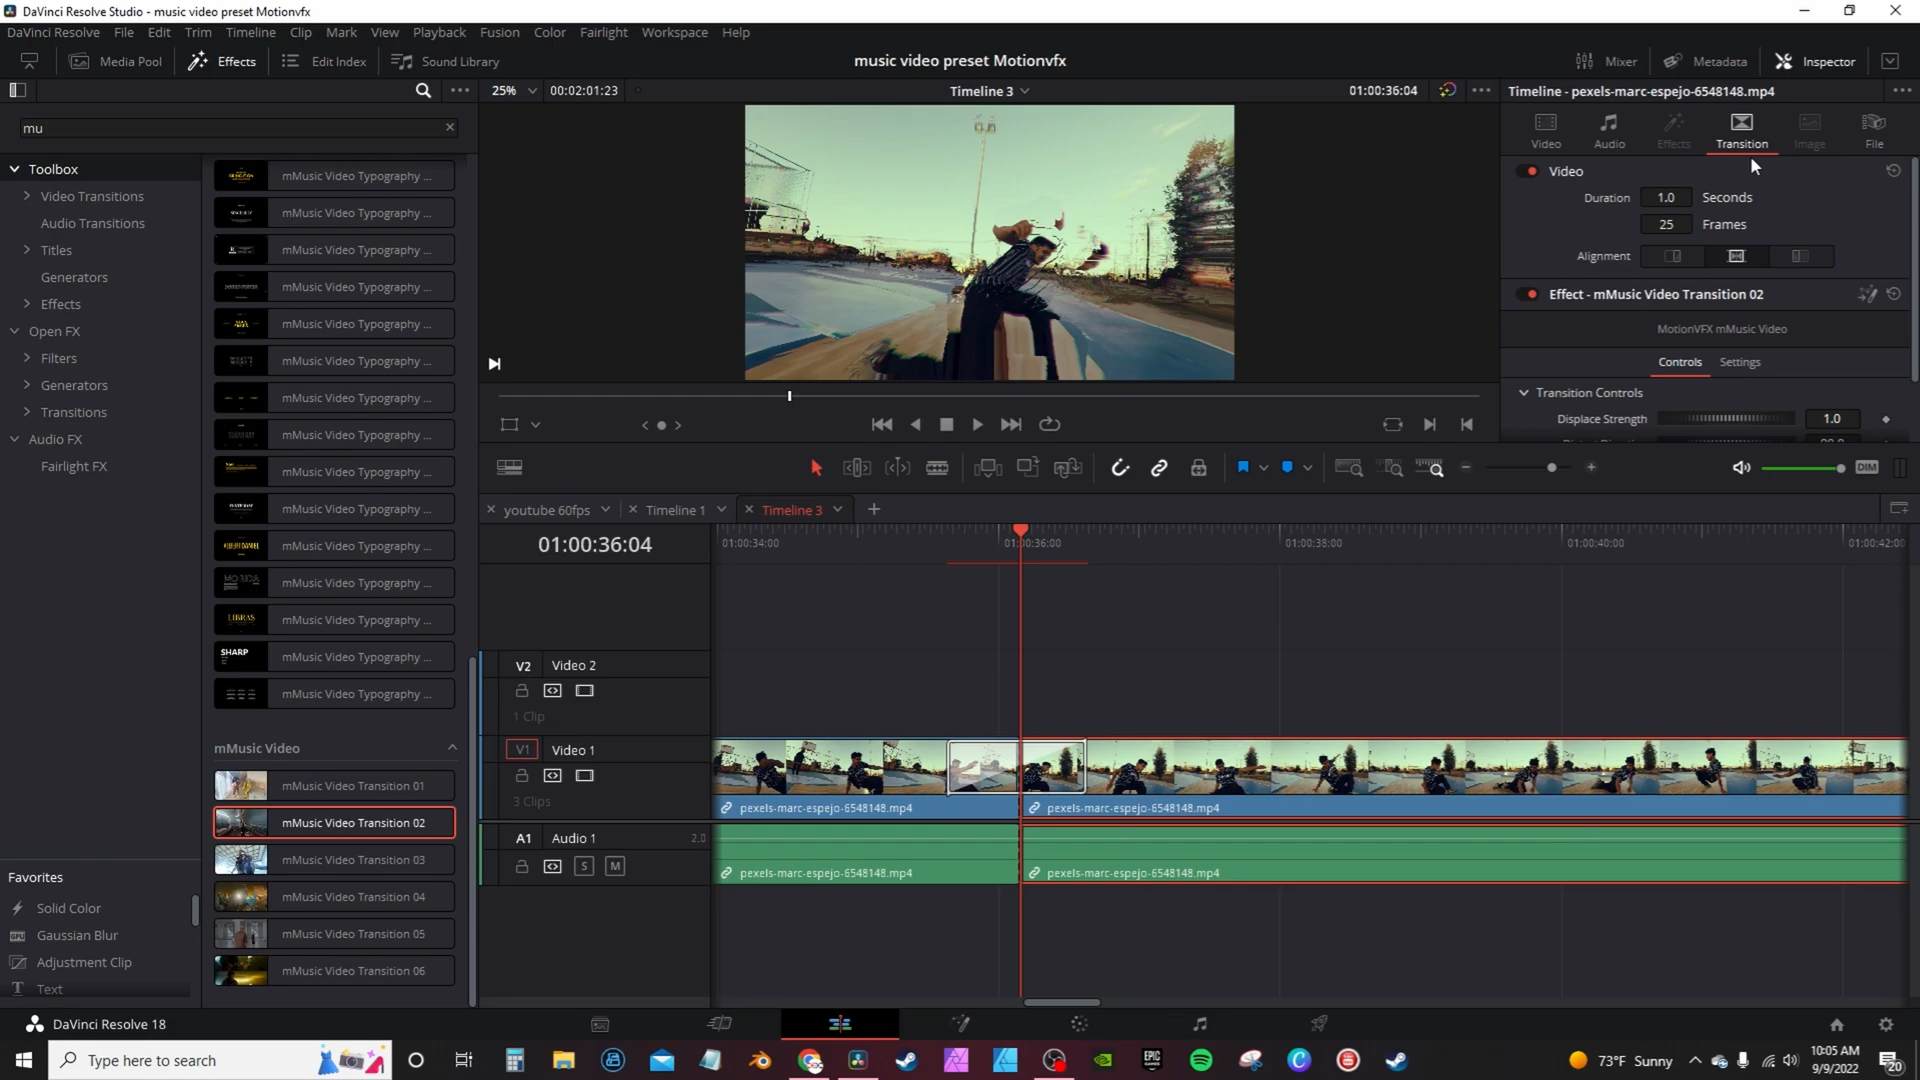 DaVinci Resolve Studio - music video preset Motionvfx
DaVinci Resolve File Edit Trim Timeline Clip Mark View Playback Fusion Color Fairlight Workspace Help
Media Pool Effects Edit Index Sound Library music video preset Motionvfx Mixer Metadata Inspector
25% 00:02:01:23 Timeline 3 01:00:36:04 Timeline - pexels-marc-espejo-6548148.mp4
mu
Video Audio Effects Transition Image File
Toolbox
Video Transitions
Audio Transitions
Titles
Generators
Effects
Open FX
Filters
Generators
Transitions
Audio FX
Fairlight FX
Favorites
Solid Color
Gaussian Blur
Adjustment Clip
Text
mMusic Video Typography ...
mMusic Video Typography ...
mMusic Video Typography ...
mMusic Video Typography ...
mMusic Video Typography ...
mMusic Video Typography ...
mMusic Video Typography ...
mMusic Video Typography ...
mMusic Video Typography ...
mMusic Video Typography ...
mMusic Video Typography ...
mMusic Video Typography ...
LIBRAS mMusic Video Typography ...
SHARP mMusic Video Typography ...
mMusic Video Typography ...
mMusic Video
mMusic Video Transition 01
mMusic Video Transition 02
mMusic Video Transition 03
mMusic Video Transition 04
mMusic Video Transition 05
mMusic Video Transition 06
Video
Duration 1.0 Seconds
25 Frames
Alignment
Effect - mMusic Video Transition 02
MotionVFX mMusic Video
Controls Settings
Transition Controls
Displace Strength 1.0
DIM
youtube 60fps Timeline 1 Timeline 3
01:00:36:04
01:00:34:00 01:00:36:00 01:00:38:00 01:00:40:00 01:00:42:00
V2 Video 2
1 Clip
V1 Video 1
3 Clips
pexels-marc-espejo-6548148.mp4 pexels-marc-espejo-6548148.mp4
A1 Audio 1 2.0
S M
pexels-marc-espejo-6548148.mp4 pexels-marc-espejo-6548148.mp4
DaVinci Resolve 18
Type here to search
EPIC GAMES
73°F Sunny
10:05 AM
9/9/2022
20